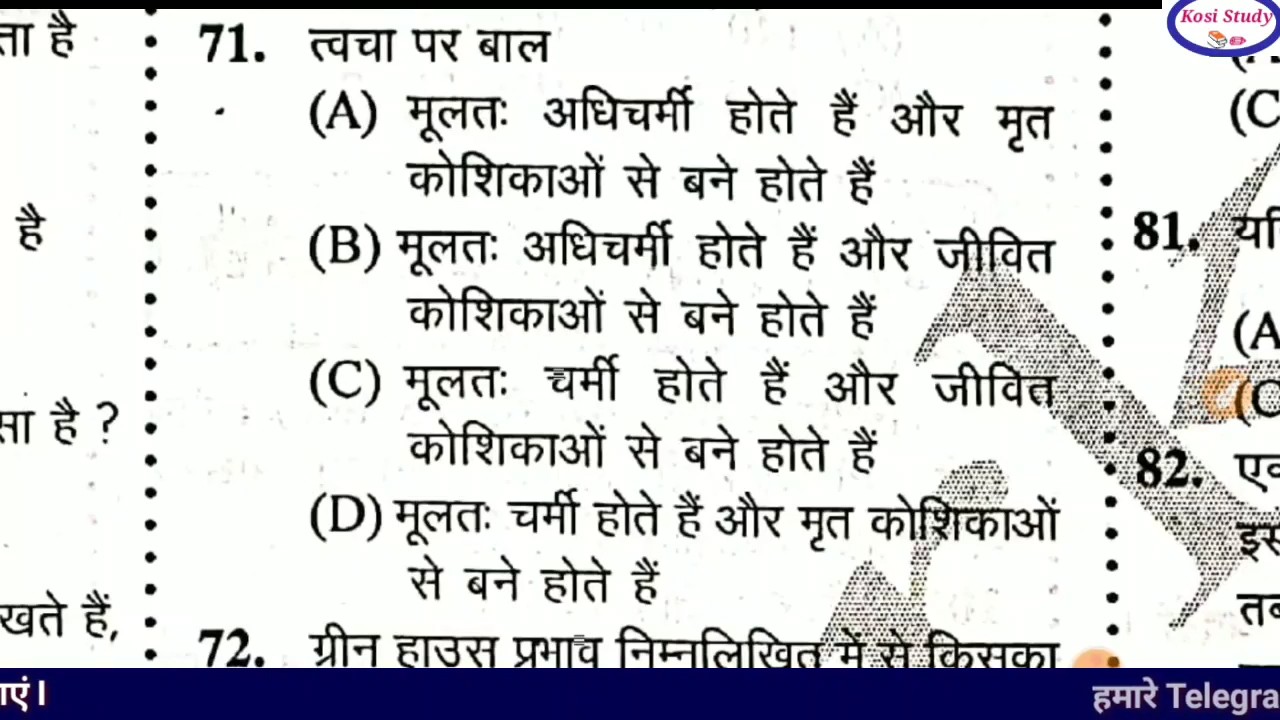 Kosi Study
ता है
है
सा है ?
खते हैं,
71. त्वचा पर बाल
(A) मूलतः अधिचर्मी होते हैं और मृत
कोशिकाओं से बने होते हैं
(B) मूलतः अधिचर्मी होते हैं और जीवित
कोशिकाओं से बने होते हैं
(C) मूलतः चर्मी होते हैं और जीवित
कोशिकाओं से बने होते हैं
(D) मूलतः चर्मी होते हैं और मृत कोशिकाओं
से बने होते हैं
72. ग्रीन हाउस प्रभाव निम्नलिखित में से किसका
(C
81.
(A
(C
82.
एंI
हमारे Telegra